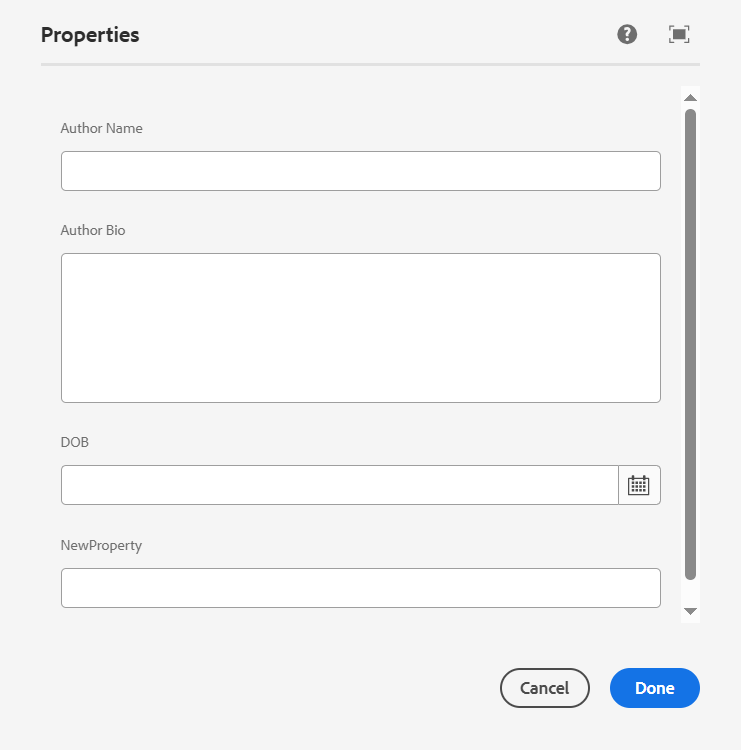 Properties
Author Name
Author Bio
DOB
NewProperty
Cancel
Done